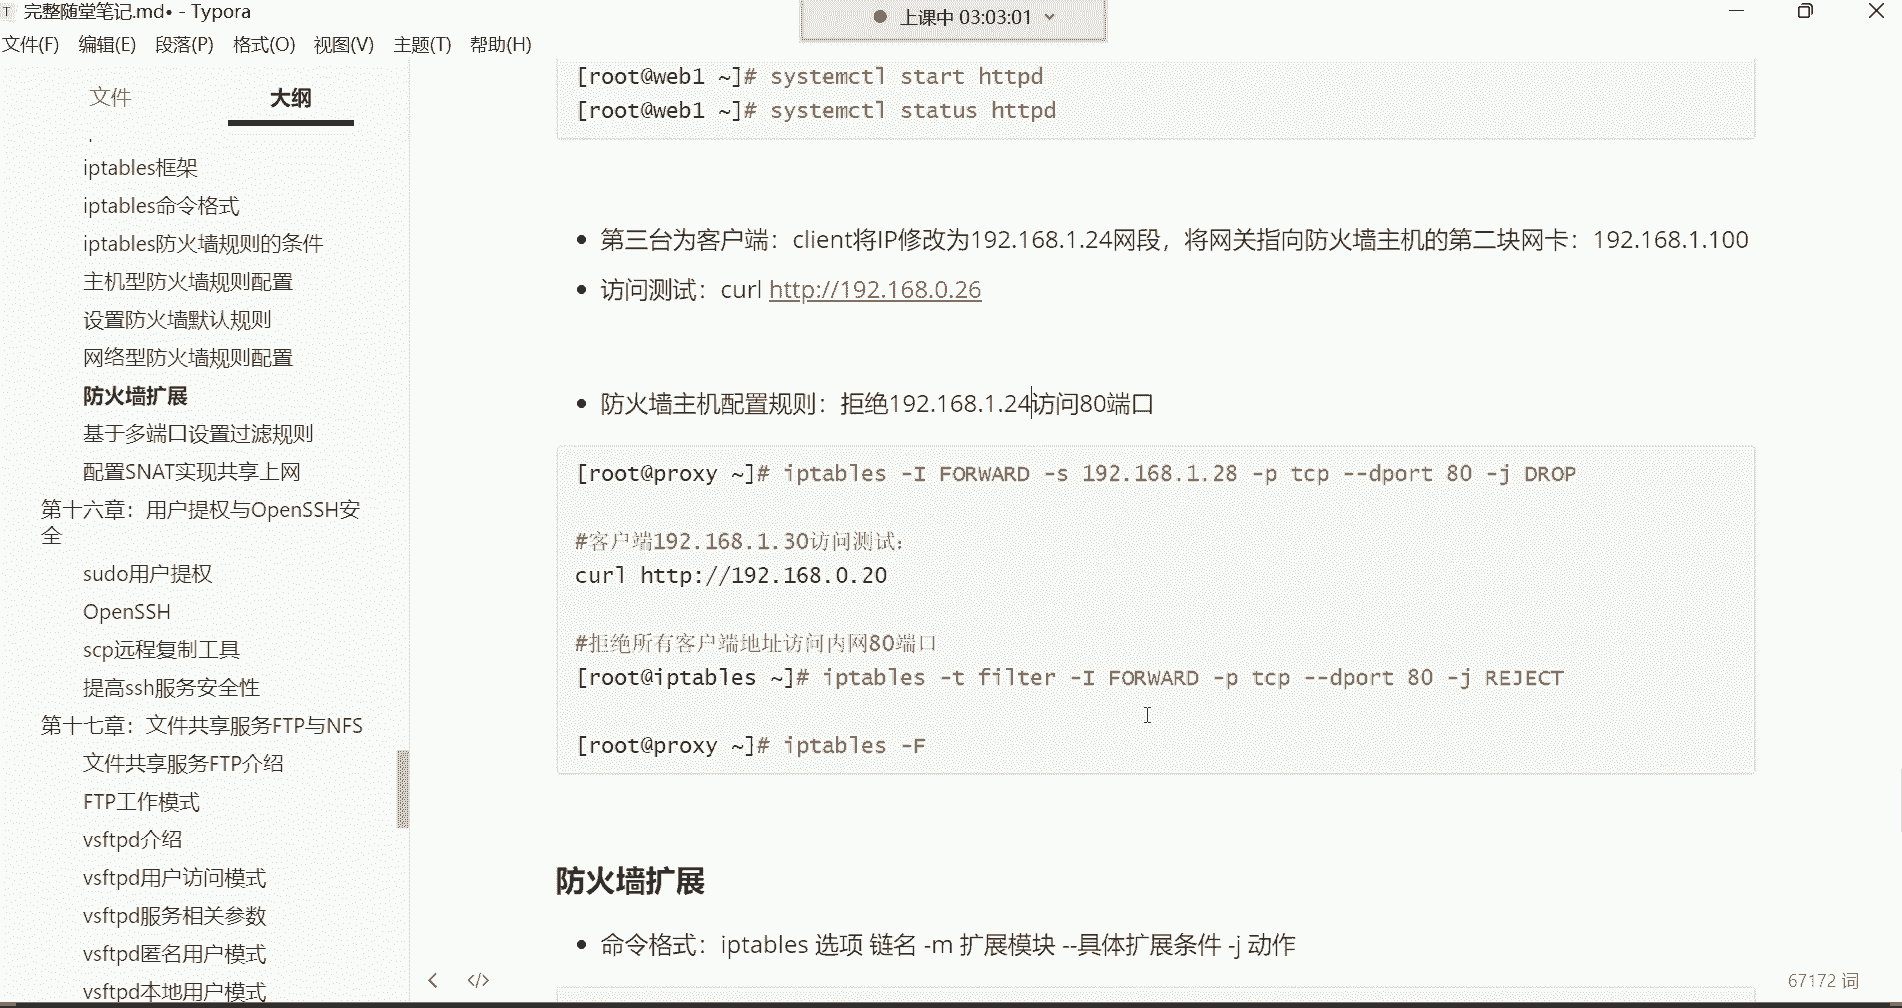 完整随堂笔记.md• - Typora
上课中 03:03:01
文件(F) 编辑(E) 段落(P) 格式(O) 视图(V) 主题(T) 帮助(H)
文件 大纲
iptables框架
iptables命令格式
iptables防火墙规则的条件
主机型防火墙规则配置
设置防火墙默认规则
网络型防火墙规则配置
防火墙扩展
基于多端口设置过滤规则
配置SNAT实现共享上网
第十六章：用户提权与OpenSSH安
全
sudo用户提权
OpenSSH
scp远程复制工具
提高ssh服务安全性
第十七章：文件共享服务FTP与NFS
文件共享服务FTP介绍
FTP工作模式
vsftpd介绍
vsftpd用户访问模式
vsftpd服务相关参数
vsftpd匿名用户模式
vsftpd本地用户模式
[root@web1 ~]# systemctl start httpd
[root@web1 ~]# systemctl status httpd
第三台为客户端：client将IP修改为192.168.1.24网段，将网关指向防火墙主机的第二块网卡：192.168.1.100
访问测试：curl http://192.168.0.26
防火墙主机配置规则：拒绝192.168.1.24访问80端口
[root@proxy ~]# iptables -I FORWARD -s 192.168.1.28 -p tcp --dport 80 -j DROP
#客户端192.168.1.30访问测试：
curl http://192.168.0.20
#拒绝所有客户端地址访问内网80端口
[root@iptables ~]# iptables -t filter -I FORWARD -p tcp --dport 80 -j REJECT
[root@proxy ~]# iptables -F
防火墙扩展
命令格式：iptables 选项 链名 -m 扩展模块 --具体扩展条件 -j 动作
</> 67172 词